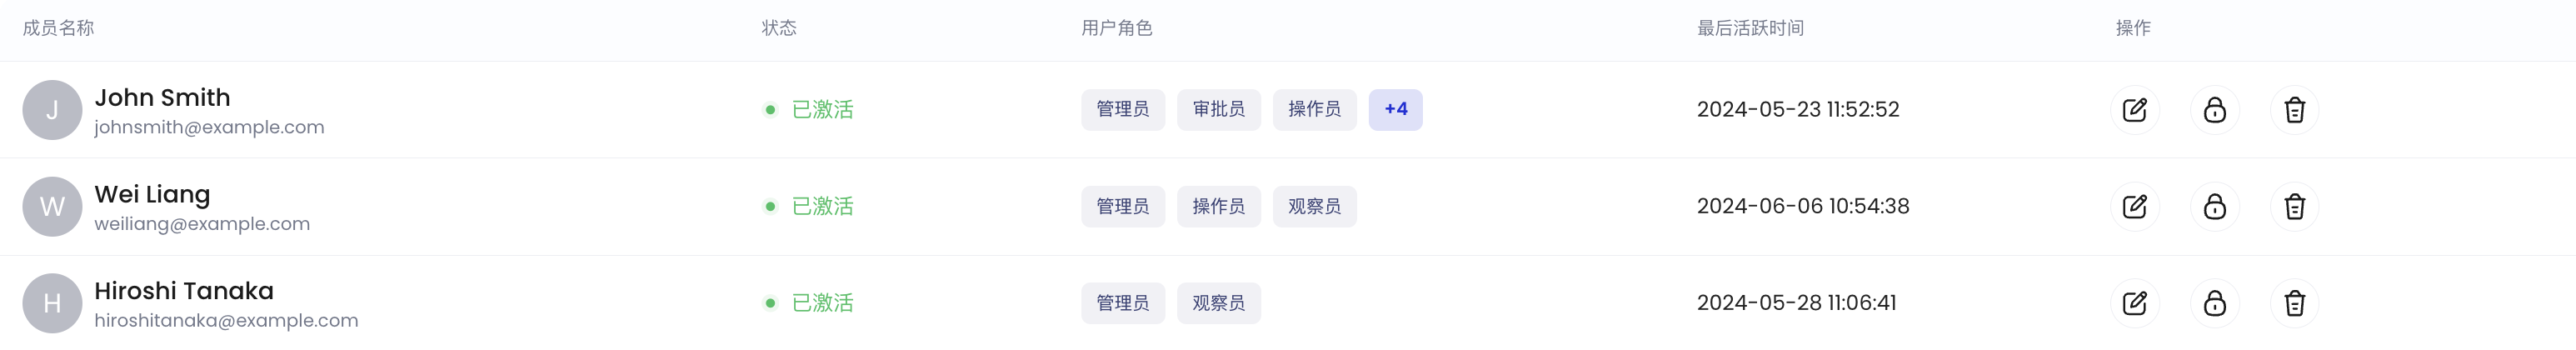 成员名称 状态 用户角色 最后活跃时间 操作
J John Smith 已激活 管理员 审批员 操作员 +4 2024-05-23 11:52:52
johnsmith@example.com
W Wei Liang 已激活 管理员 操作员 观察员 2024-06-06 10:54:38
weiliang@example.com
H Hiroshi Tanaka 已激活 管理员 观察员 2024-05-28 11:06:41
hiroshitanaka@example.com